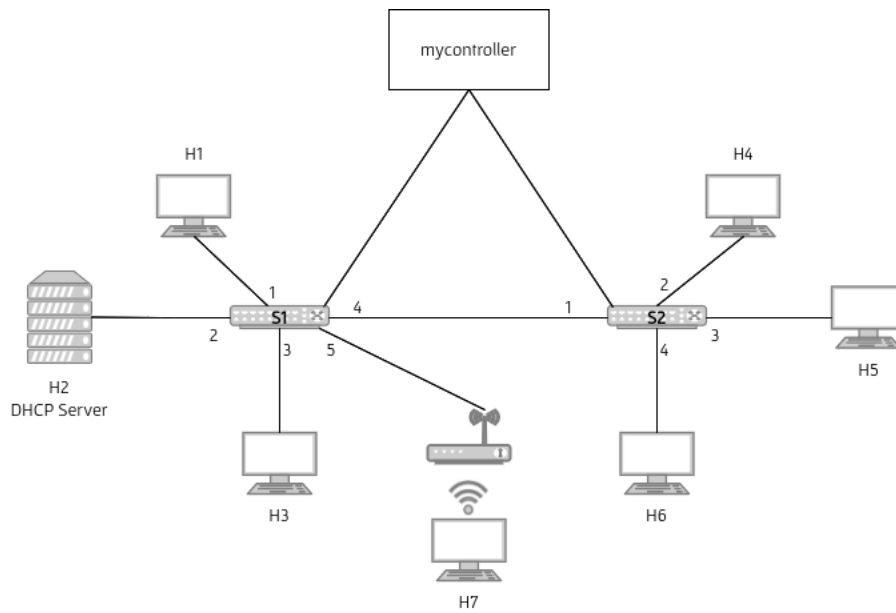 mycontroller
H1
H4
1
2
S1
4
1
S2
2
3
5
3
4
H5
H2
DHCP Server
H3
H6
H7